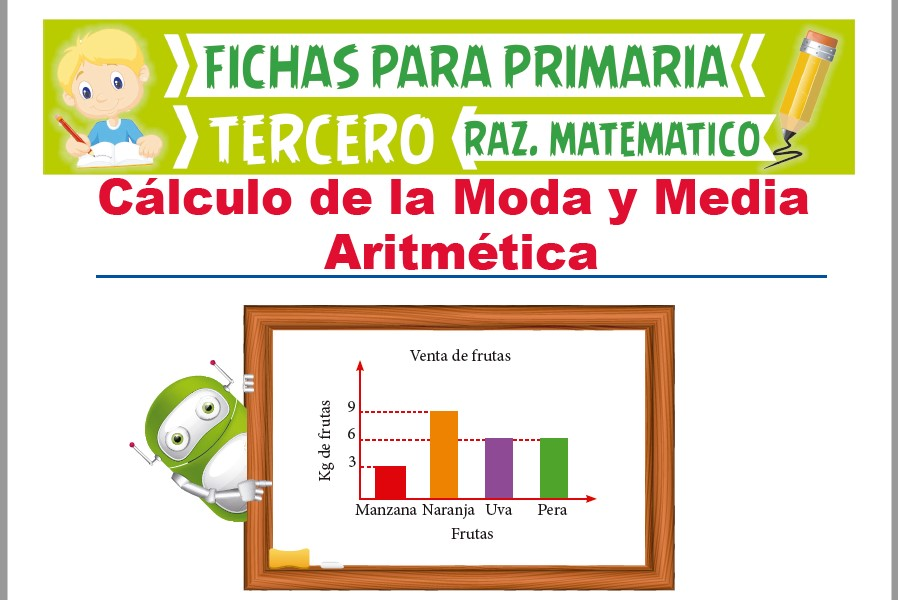 FICHAS PARA PRIMARIA
TERCERO
RAZ. MATEMATICO
Cálculo de la Moda y Media
Aritmética
Venta de frutas
Kg de frutas
9
6
3
Manzana Naranja Uva Pera
Frutas